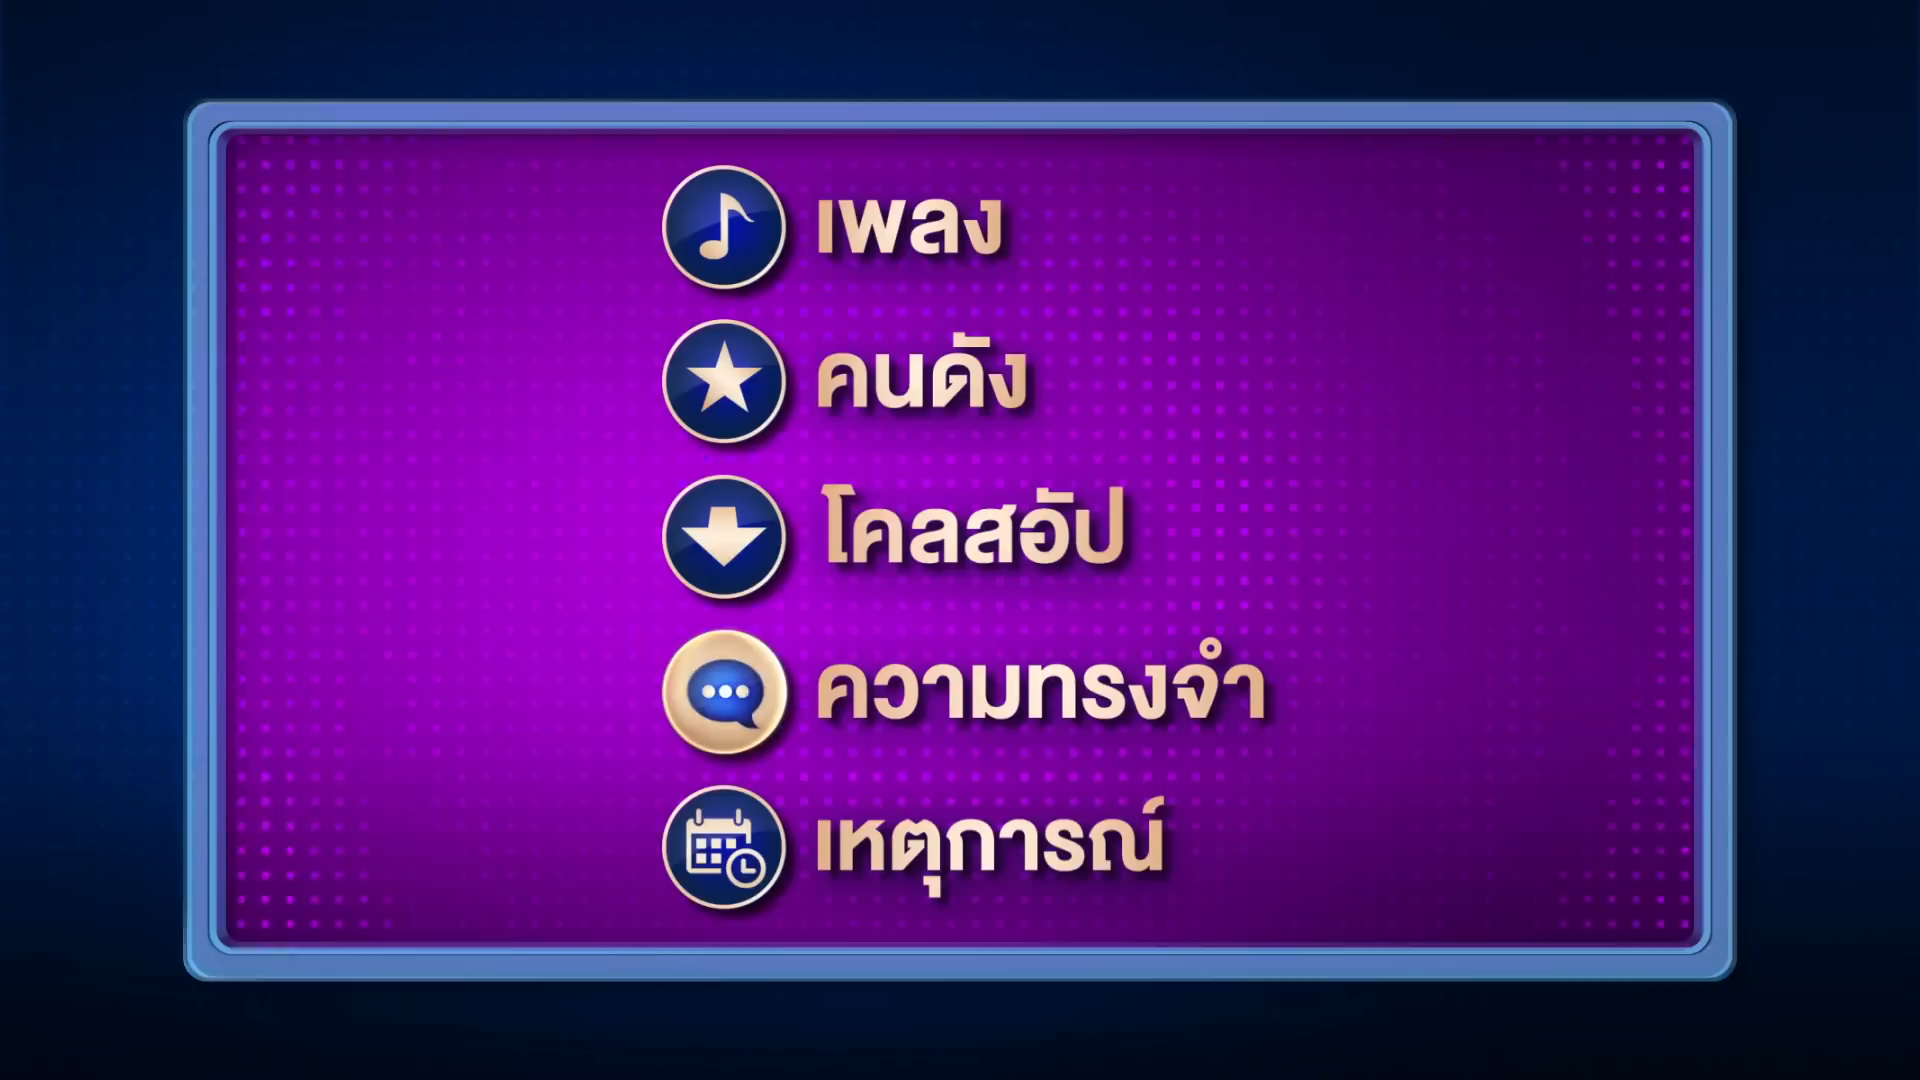 เพลง
คนดัง
โคลสอัป
ความทรงจำ
เหตุการณ์